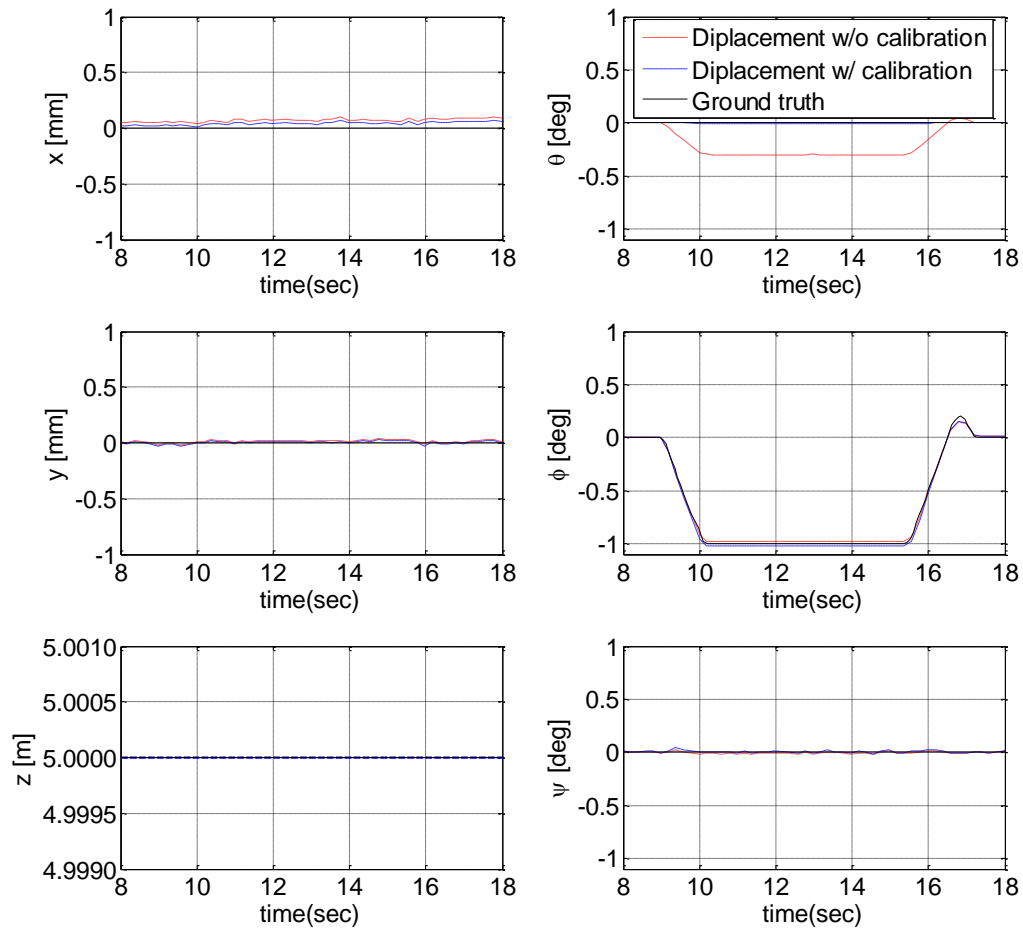 1
0.5
0
-0.5
-1
x [mm]
8 10 12 14 16 18
time(sec)
Diplacement w/o calibration
Diplacement w/ calibration
Ground truth
0
-0.5
-1
θ [deg]
8 10 12 14 16 18
time(sec)
1
0.5
0
-0.5
-1
y [mm]
8 10 12 14 16 18
time(sec)
1
0.5
0
-0.5
-1
ϕ [deg]
8 10 12 14 16 18
time(sec)
5.0010
5.0005
5.0000
4.9995
4.9990
z [m]
8 10 12 14 16 18
time(sec)
1
0.5
0
-0.5
-1
ψ [deg]
8 10 12 14 16 18
time(sec)